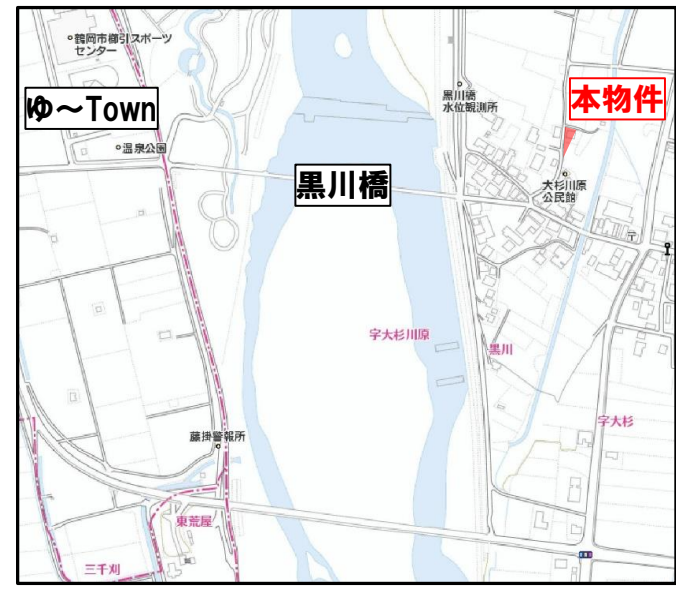 鶴岡市櫛引スポーツ
センター
ゆ～Town
温泉公園
黒川橋
黒川橋
水位観測所
本物件
大杉川原
公民館
字大杉川原
黒川
字大杉
藤掛警報所
東荒屋
三千刈